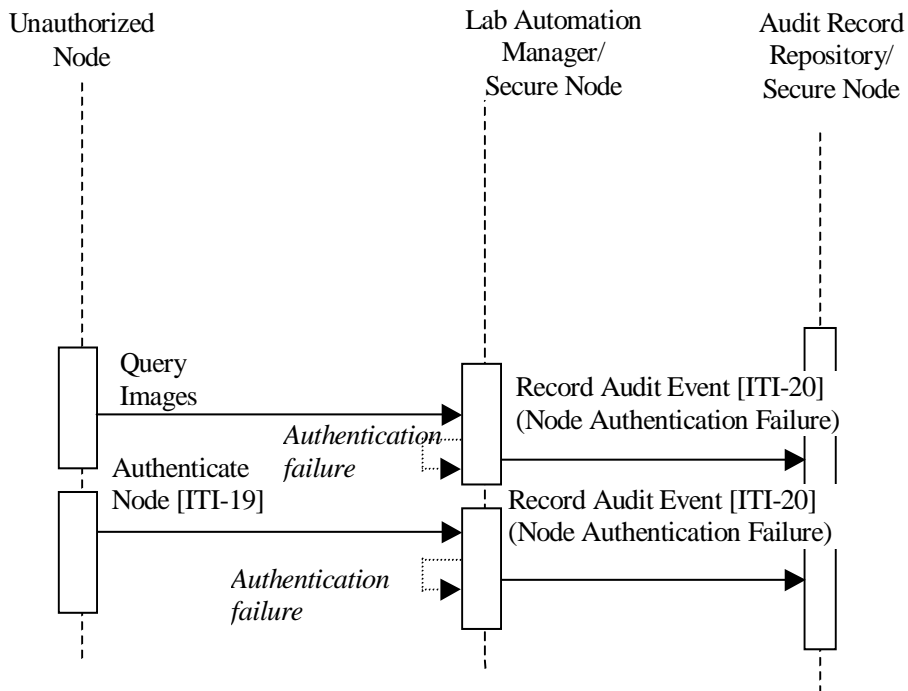 Unauthorized
Node
Lab Automation
Manager/
Secure Node
Audit Record
Repository/
Secure Node
Query
Images
Record Audit Event [ITI-20]
(Node Authentication Failure)
Authentication
failure
Authenticate
Node [ITI-19]
Record Audit Event [ITI-20]
(Node Authentication Failure)
Authentication
failure